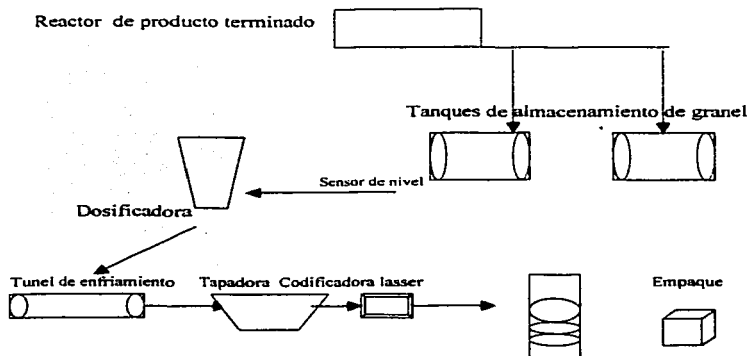 Reactor de producto terminado
Tanques de almacenamiento de granel
Sensor de nivel
Dosificadora
Tunel de enfriamiento
Tapadora
Codificadora lasser
Empaque